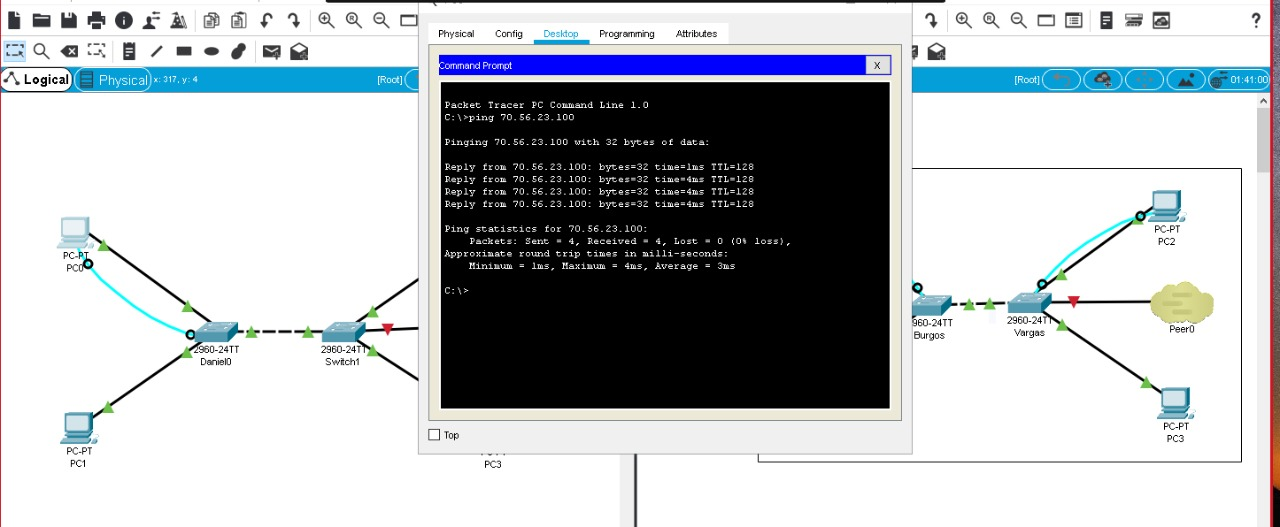 Physical Config Desktop Programming Attributes
?
Logical Physical x: 317, y: 4 [Root]
[Root] 01:41:00
Command Prompt X
Packet Tracer PC Command Line 1.0
C:\>ping 70.56.23.100
Pinging 70.56.23.100 with 32 bytes of data:
Reply from 70.56.23.100: bytes=32 time=1ms TTL=128
Reply from 70.56.23.100: bytes=32 time=4ms TTL=128
Reply from 70.56.23.100: bytes=32 time=4ms TTL=128
Reply from 70.56.23.100: bytes=32 time=4ms TTL=128
Ping statistics for 70.56.23.100:
Packets: Sent = 4, Received = 4, Lost = 0 (0% loss),
Approximate round trip times in milli-seconds:
Minimum = 1ms, Maximum = 4ms, Average = 3ms
C:\>
Top
PC-PT
PC0
2960-24TT
Daniel0
2960-24TT
Switch1
PC-PT
PC1
PC3
PC-PT
PC2
960-24TT
Burgos
2960-24TT
Vargas
Peer0
PC-PT
PC3